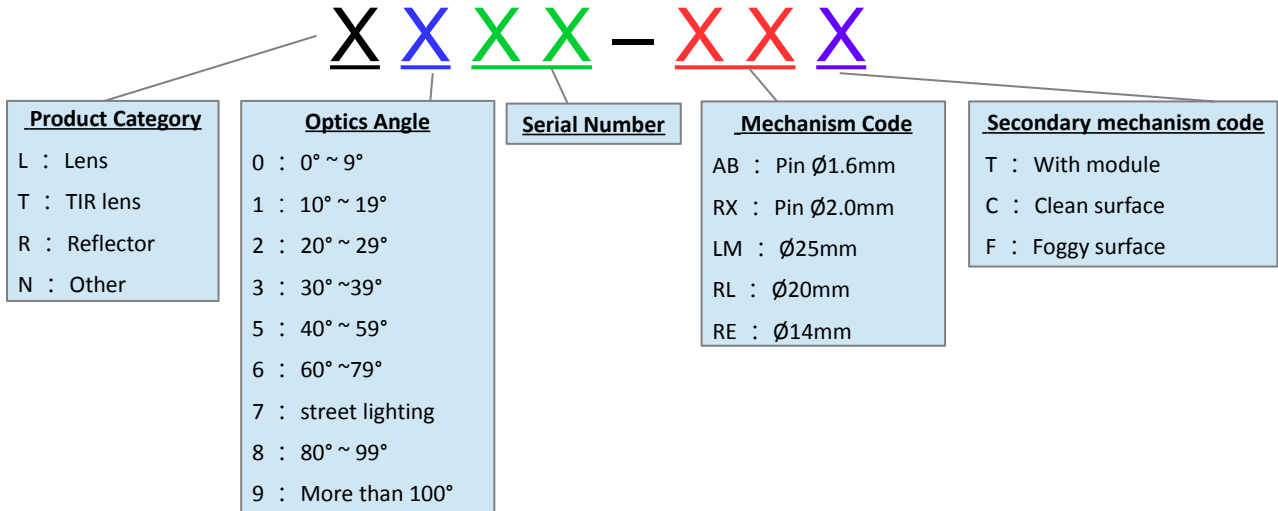 X X X X – X X X
Product Category
L : Lens
T : TIR lens
R : Reflector
N : Other
Optics Angle
0 : 0° ~ 9°
1 : 10° ~ 19°
2 : 20° ~ 29°
3 : 30° ~39°
5 : 40° ~ 59°
6 : 60° ~79°
7 : street lighting
8 : 80° ~ 99°
9 : More than 100°
Serial Number
Mechanism Code
AB : Pin Ø1.6mm
RX : Pin Ø2.0mm
LM : Ø25mm
RL : Ø20mm
RE : Ø14mm
Secondary mechanism code
T : With module
C : Clean surface
F : Foggy surface